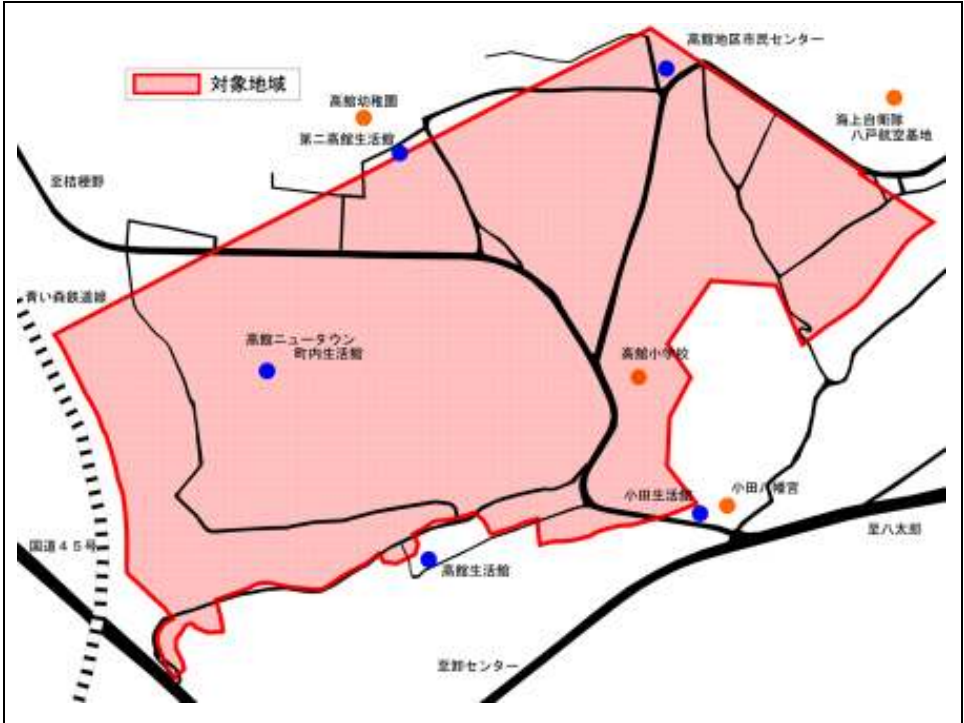 高館地区市民センター
対象地域
高館幼稚園
海上自衛隊
八戸航空基地
第二高館生活館
至桔梗野
青い森鉄道線
高館ニュータウン
町内生活館
高館小学校
小田八幡宮
小田生活館
至八太郎
国道45号
高館生活館
至卸センター